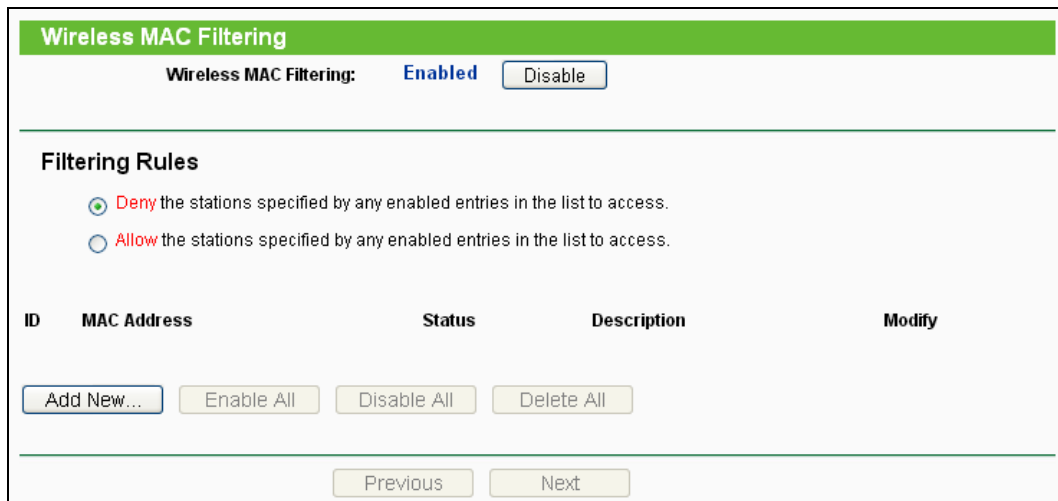 Wireless MAC Filtering
Wireless MAC Filtering: Enabled Disable
Filtering Rules
Deny the stations specified by any enabled entries in the list to access.
Allow the stations specified by any enabled entries in the list to access.
ID MAC Address Status Description Modify
Add New... Enable All Disable All Delete All
Previous Next